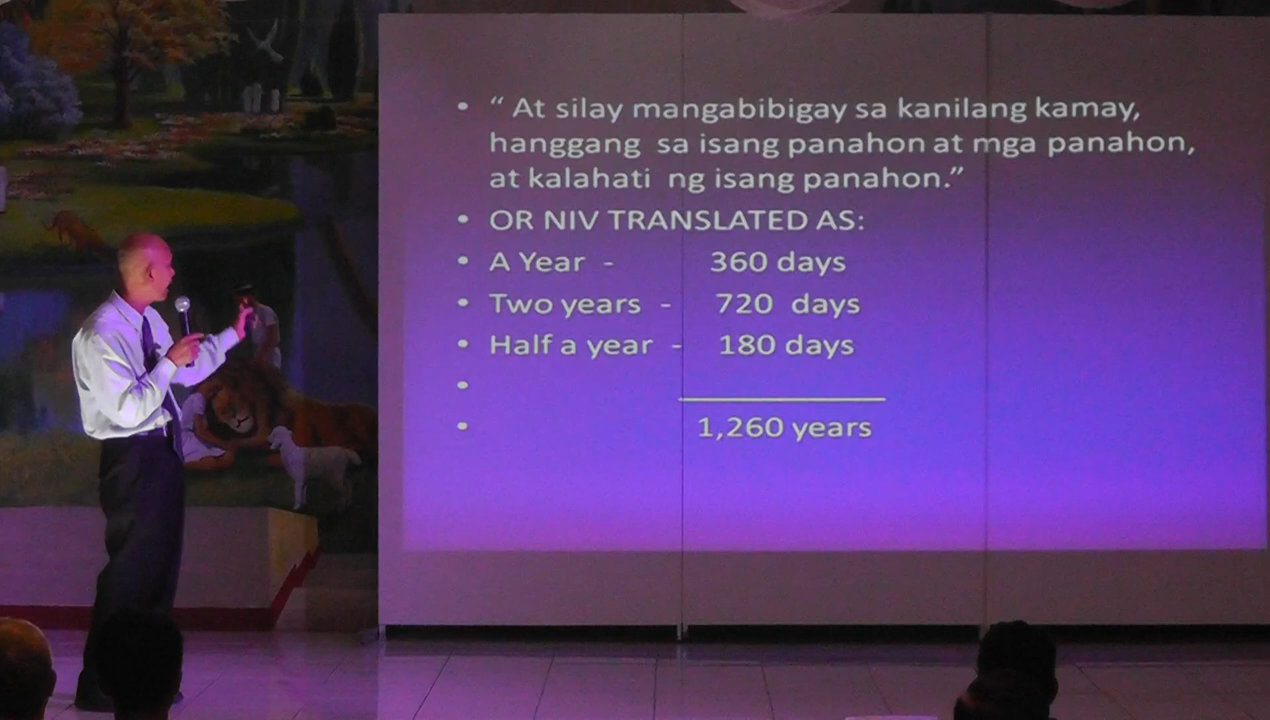 • “ At silay mangabibigay sa kanilang kamay,
hanggang sa isang panahon at mga panahon,
at kalahati ng isang panahon.”
• OR NIV TRANSLATED AS:
• A Year - 360 days
• Two years - 720 days
• Half a year - 180 days
•
• 1,260 years